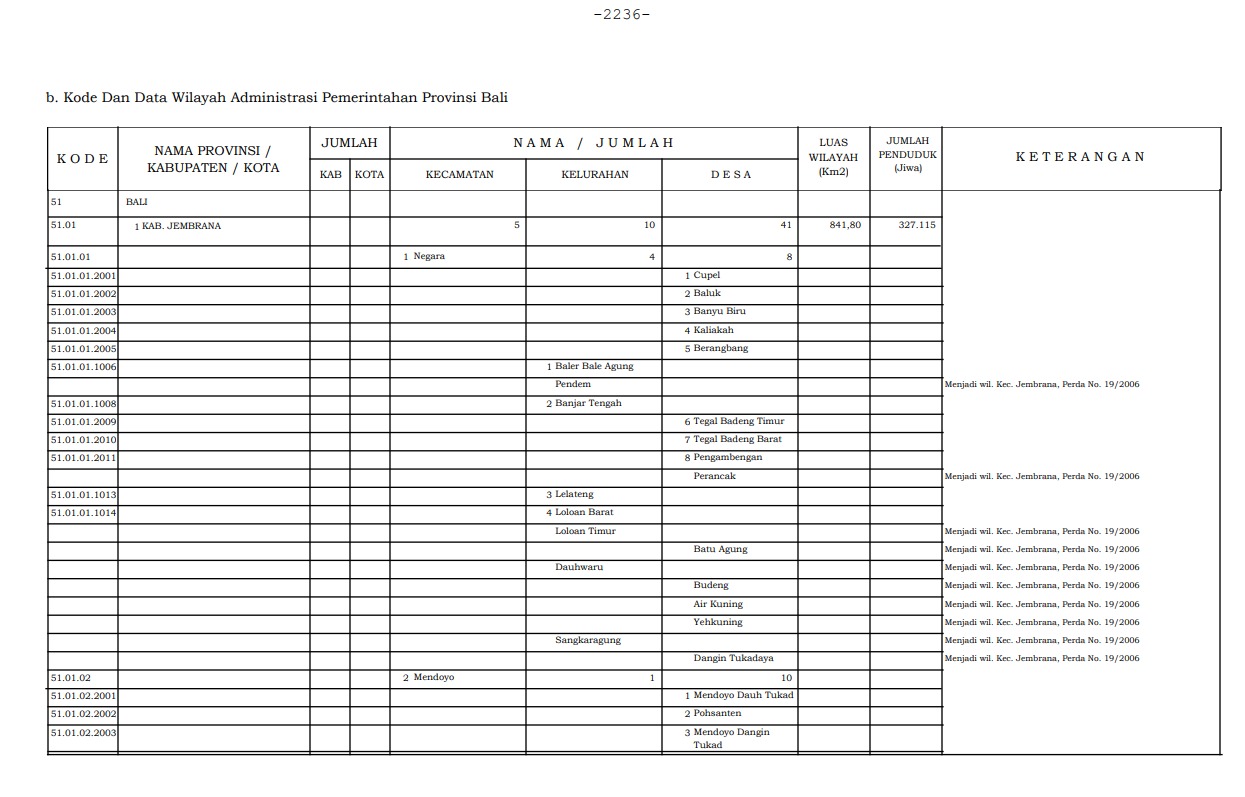 -2236-
b. Kode Dan Data Wilayah Administrasi Pemerintahan Provinsi Bali
K O D E NAMA PROVINSI / KABUPATEN / KOTA JUMLAH N A M A / J U M L A H LUAS WILAYAH (Km2) JUMLAH PENDUDUK (Jiwa) K E T E R A N G A N
KAB KOTA KECAMATAN KELURAHAN D E S A
51 BALI
51.01 1 KAB. JEMBRANA 5 10 41 841,80 327.115
51.01.01 1 Negara 4 8
51.01.01.2001 1 Cupel
51.01.01.2002 2 Baluk
51.01.01.2003 3 Banyu Biru
51.01.01.2004 4 Kaliakah
51.01.01.2005 5 Berangbang
51.01.01.1006 1 Baler Bale Agung
Pendem Menjadi wil. Kec. Jembrana, Perda No. 19/2006
51.01.01.1008 2 Banjar Tengah
51.01.01.2009 6 Tegal Badeng Timur
51.01.01.2010 7 Tegal Badeng Barat
51.01.01.2011 8 Pengambengan
Perancak Menjadi wil. Kec. Jembrana, Perda No. 19/2006
51.01.01.1013 3 Lelateng
51.01.01.1014 4 Loloan Barat
Loloan Timur Menjadi wil. Kec. Jembrana, Perda No. 19/2006
Batu Agung Menjadi wil. Kec. Jembrana, Perda No. 19/2006
Dauhwaru Menjadi wil. Kec. Jembrana, Perda No. 19/2006
Budeng Menjadi wil. Kec. Jembrana, Perda No. 19/2006
Air Kuning Menjadi wil. Kec. Jembrana, Perda No. 19/2006
Yehkuning Menjadi wil. Kec. Jembrana, Perda No. 19/2006
Sangkaragung Menjadi wil. Kec. Jembrana, Perda No. 19/2006
Dangin Tukadaya Menjadi wil. Kec. Jembrana, Perda No. 19/2006
51.01.02 2 Mendoyo 1 10
51.01.02.2001 1 Mendoyo Dauh Tukad
51.01.02.2002 2 Pohsanten
51.01.02.2003 3 Mendoyo Dangin
Tukad